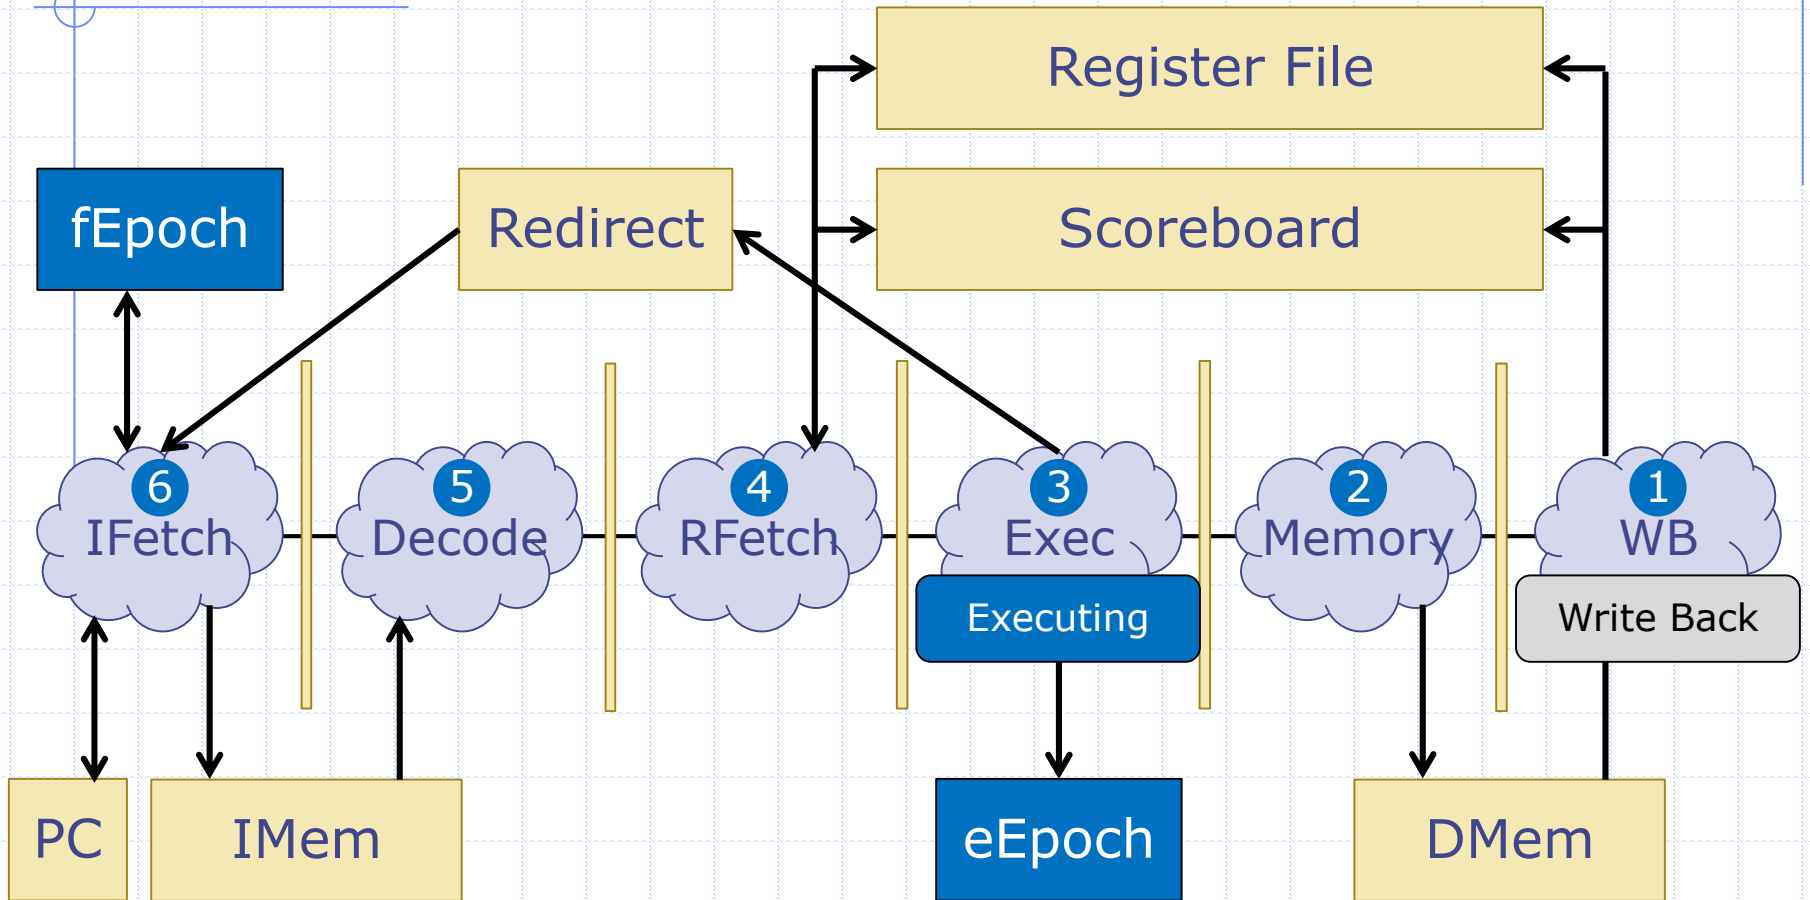 Register File
fEpoch
Redirect
Scoreboard
6
IFetch
5
Decode
4
RFetch
3
Exec
2
Memory
1
WB
Executing
Write Back
PC
IMem
eEpoch
DMem